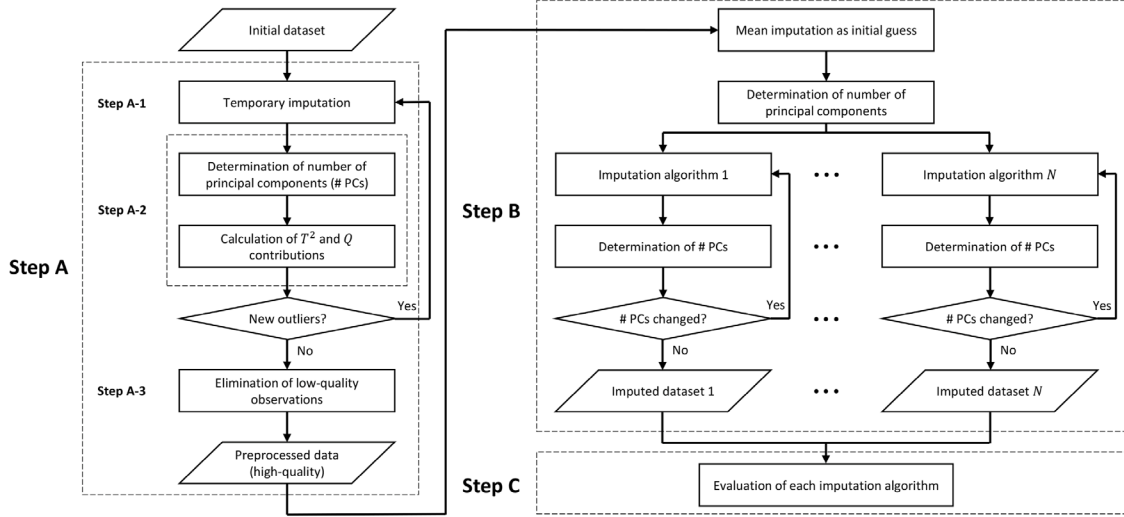 Initial dataset
Step A
Step A-1
Temporary imputation
Step A-2
Determination of number of
principal components (# PCs)
Calculation of T² and Q
contributions
New outliers?
Yes
No
Step A-3
Elimination of low-quality
observations
Preprocessed data
(high-quality)
Step B
Mean imputation as initial guess
Determination of number of
principal components
Imputation algorithm 1
• • •
Imputation algorithm N
Determination of # PCs
• • •
Determination of # PCs
# PCs changed?
Yes
• • •
# PCs changed?
Yes
No
No
Imputed dataset 1
• • •
Imputed dataset N
Step C
Evaluation of each imputation algorithm